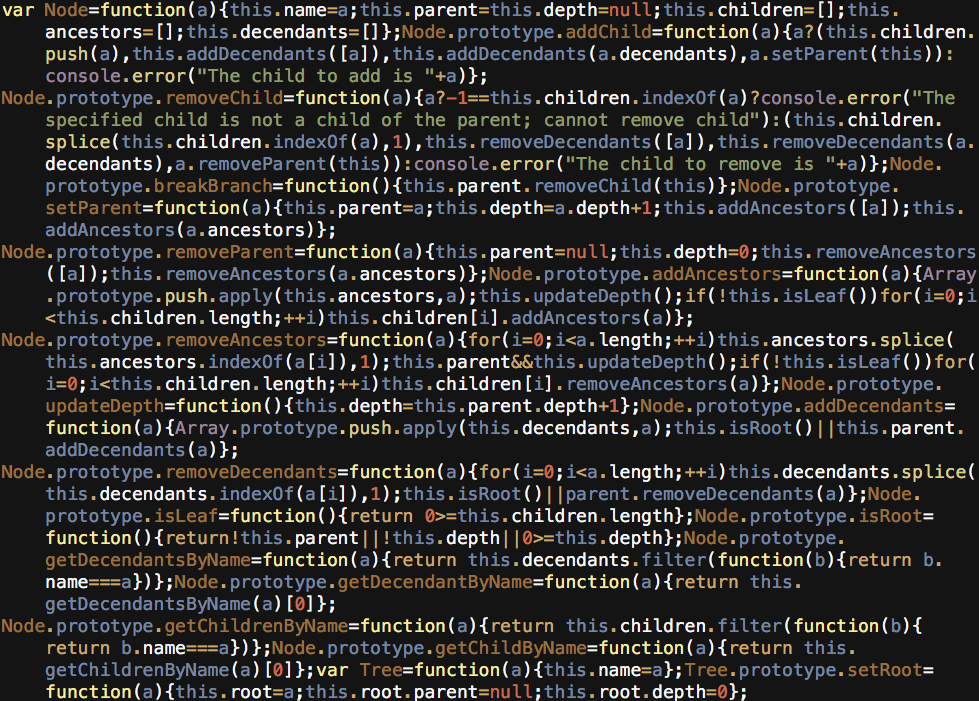 var Node=function(a){this.name=a;this.parent=this.depth=null;this.children=[];this.
ancestors=[];this.decendants=[]};Node.prototype.addChild=function(a){a?(this.children.
push(a),this.addDecendants([a]),this.addDecendants(a.decendants),a.setParent(this)):
console.error("The child to add is "+a)};
Node.prototype.removeChild=function(a){a?-1==this.children.indexOf(a)?console.error("The
specified child is not a child of the parent; cannot remove child"):(this.children.
splice(this.children.indexOf(a),1),this.removeDecendants([a]),this.removeDecendants(a.
decendants),a.removeParent(this)):console.error("The child to remove is "+a)};Node.
prototype.breakBranch=function(){this.parent.removeChild(this)};Node.prototype.
setParent=function(a){this.parent=a;this.depth=a.depth+1;this.addAncestors([a]);this.
addAncestors(a.ancestors)};
Node.prototype.removeParent=function(a){this.parent=null;this.depth=0;this.removeAncestors
([a]);this.removeAncestors(a.ancestors)};Node.prototype.addAncestors=function(a){Array
.prototype.push.apply(this.ancestors,a);this.updateDepth();if(!this.isLeaf())for(i=0;i
<this.children.length;++i)this.children[i].addAncestors(a)};
Node.prototype.removeAncestors=function(a){for(i=0;i<a.length;++i)this.ancestors.splice(
this.ancestors.indexOf(a[i]),1);this.parent&&this.updateDepth();if(!this.isLeaf())for(
i=0;i<this.children.length;++i)this.children[i].removeAncestors(a)};Node.prototype.
updateDepth=function(){this.depth=this.parent.depth+1};Node.prototype.addDecendants=
function(a){Array.prototype.push.apply(this.decendants,a);this.isRoot()||this.parent.
addDecendants(a)};
Node.prototype.removeDecendants=function(a){for(i=0;i<a.length;++i)this.decendants.splice(
this.decendants.indexOf(a[i]),1);this.isRoot()||parent.removeDecendants(a)};Node.
prototype.isLeaf=function(){return 0>=this.children.length};Node.prototype.isRoot=
function(){return!this.parent||!this.depth||0>=this.depth};Node.prototype.
getDecendantsByName=function(a){return this.decendants.filter(function(b){return b.
name===a})};Node.prototype.getDecendantByName=function(a){return this.
getDecendantsByName(a)[0]};
Node.prototype.getChildrenByName=function(a){return this.children.filter(function(b){
return b.name===a})};Node.prototype.getChildByName=function(a){return this.
getChildrenByName(a)[0]};var Tree=function(a){this.name=a};Tree.prototype.setRoot=
function(a){this.root=a;this.root.parent=null;this.root.depth=0};